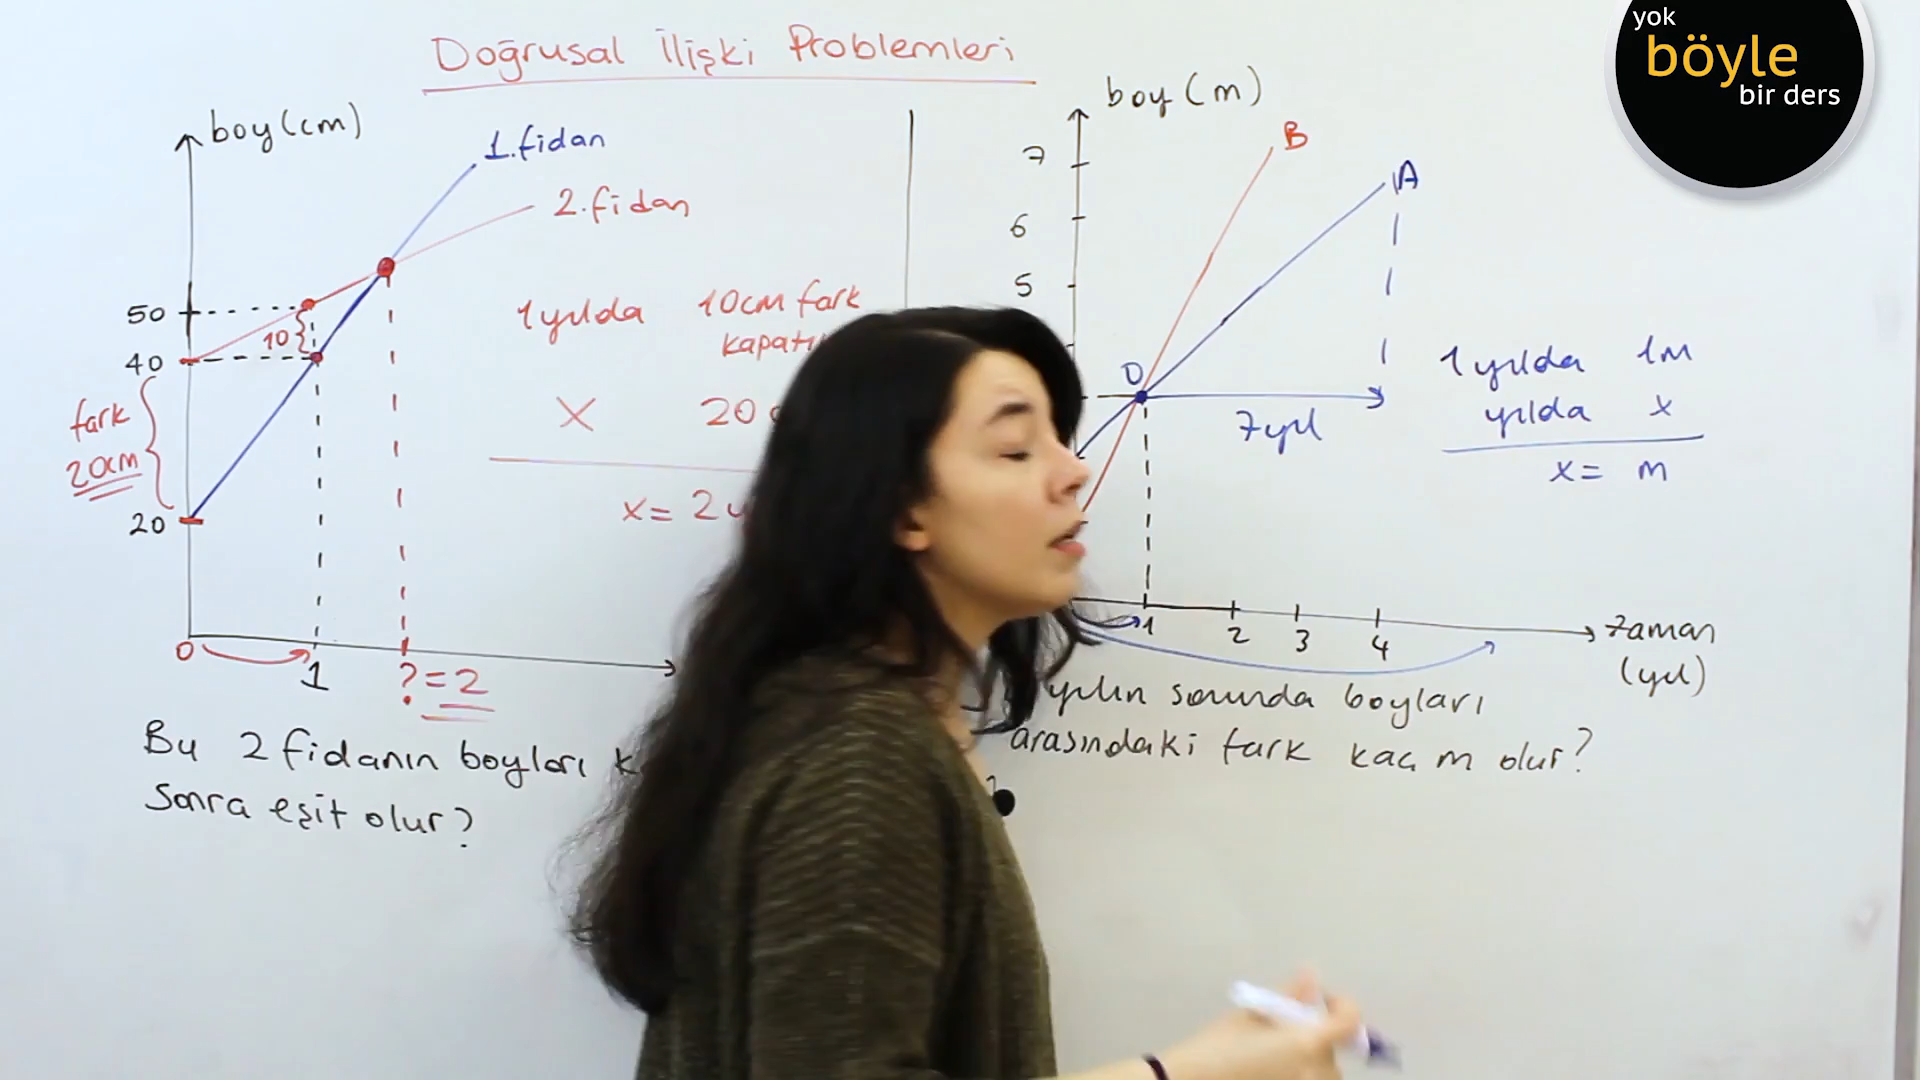 Doğrusal İlişki Problemleri
yok
böyle
bir ders
boy (cm)
1.fidan
2.fidan
50
40
20
10
fark
20cm
0
1
?=2
1 yılda 10cm fark
X 20
x= 2
Bu 2 fidanın boyları
Sonra eşit olur?
boy (m)
7
6
5
B
A
0
7 yıl
1 yılda 1m
yılda x
x= m
1
2
3
4
zaman
(yıl)
yılın sonunda boyları
arasındaki fark kaç m olur?